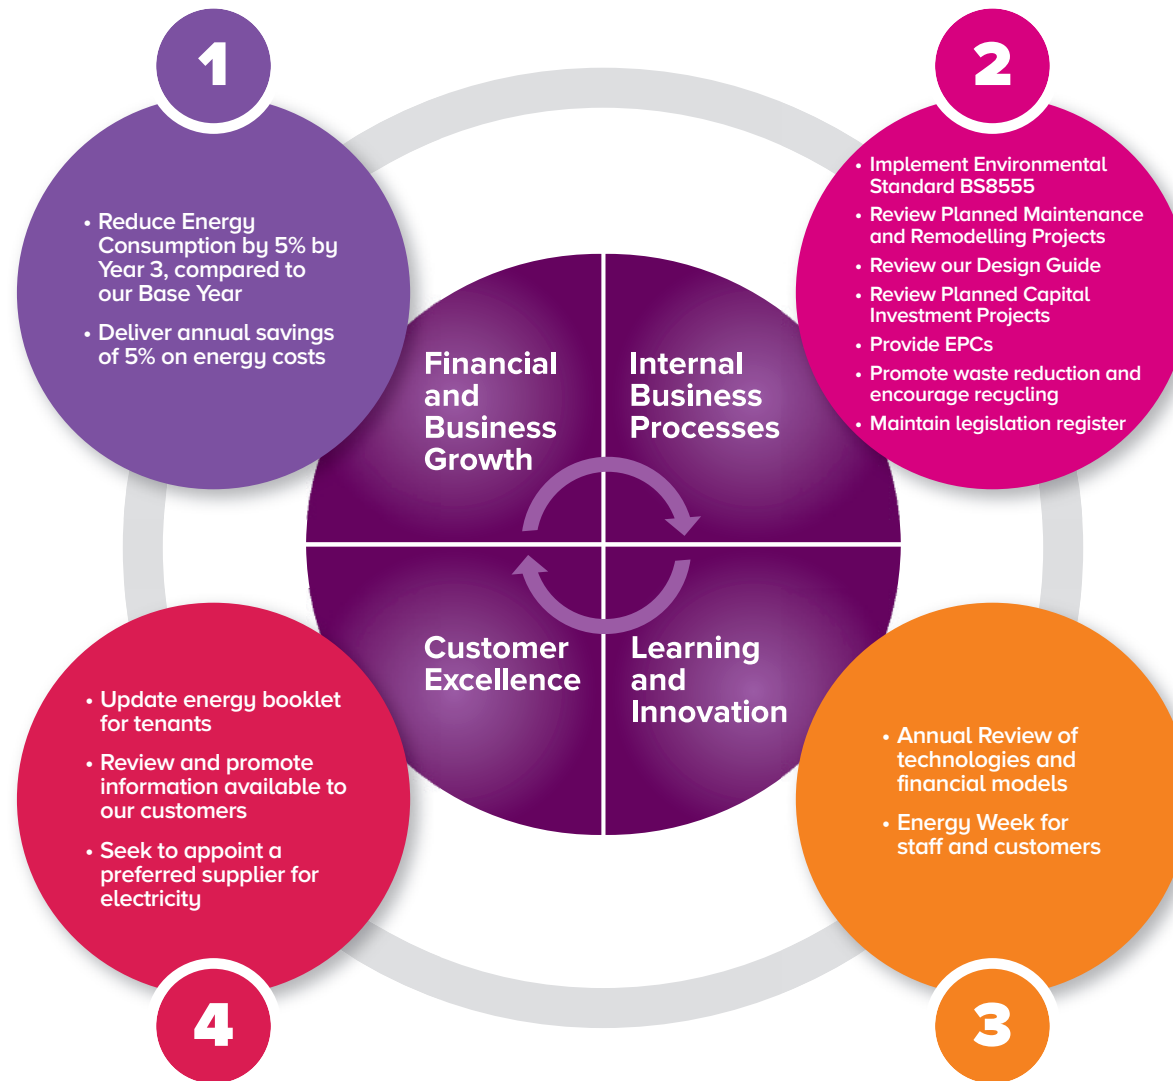 1
• Reduce Energy
Consumption by 5% by
Year 3, compared to
our Base Year
• Deliver annual savings
of 5% on energy costs
2
• Implement Environmental
Standard BS8555
• Review Planned Maintenance
and Remodelling Projects
• Review our Design Guide
• Review Planned Capital
Investment Projects
• Provide EPCs
• Promote waste reduction and
encourage recycling
• Maintain legislation register
Financial
and
Business
Growth
Internal
Business
Processes
Customer
Excellence
Learning
and
Innovation
• Update energy booklet
for tenants
• Review and promote
information available to
our customers
• Seek to appoint a
preferred supplier for
electricity
4
• Annual Review of
technologies and
financial models
• Energy Week for
staff and customers
3